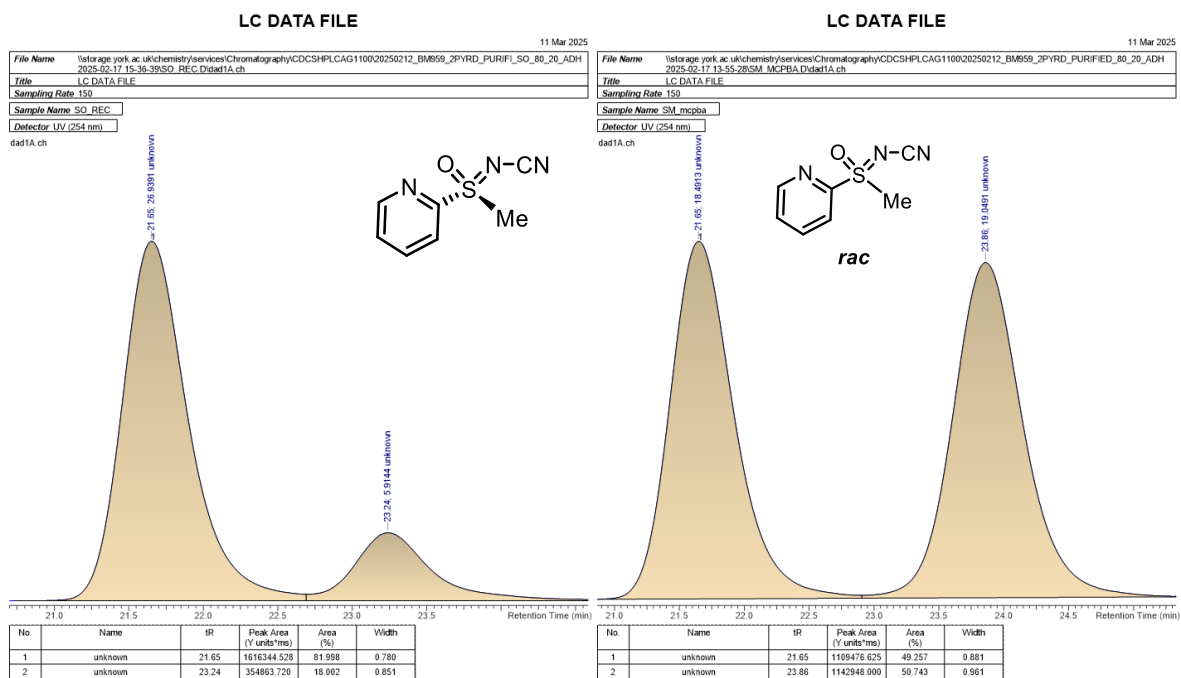 LC DATA FILE
11 Mar 2025
File Name \\storage.york.ac.uk\chemistry\services\Chromatography\CDCSHPLCAG1100\20250212_BM959_2PYRD_PURIFI_SO_80_20_ADH
2025-02-17 15-36-39\SO_REC.D\dad1A.ch
Title LC DATA FILE
Sampling Rate 150
Sample Name SO_REC
Detector UV (254 nm)
dad1A.ch
21.65; 26.9391 unknown
23.24; 5.9144 unknown
O
N
CN
N
S
Me
21.0 21.5 22.0 22.5 23.0 23.5 Retention Time (min)
No. Name tR Peak Area (Y units*ms) Area (%) Width
1 unknown 21.65 1616344.528 81.998 0.780
2 unknown 23.24 354863.720 18.002 0.851
LC DATA FILE
11 Mar 2025
File Name \\storage.york.ac.uk\chemistry\services\Chromatography\CDCSHPLCAG1100\20250212_BM959_2PYRD_PURIFIED_80_20_ADH
2025-02-17 13-55-28\SM_MCPBA.D\dad1A.ch
Title LC DATA FILE
Sampling Rate 150
Sample Name SM_mcpba
Detector UV (254 nm)
dad1A.ch
21.65; 18.4913 unknown
23.86; 19.0491 unknown
O
N
CN
N
S
Me
rac
21.0 21.5 22.0 22.5 23.0 23.5 24.0 24.5 Retention Time (min)
No. Name tR Peak Area (Y units*ms) Area (%) Width
1 unknown 21.65 1109476.625 49.257 0.881
2 unknown 23.86 1142948.000 50.743 0.961